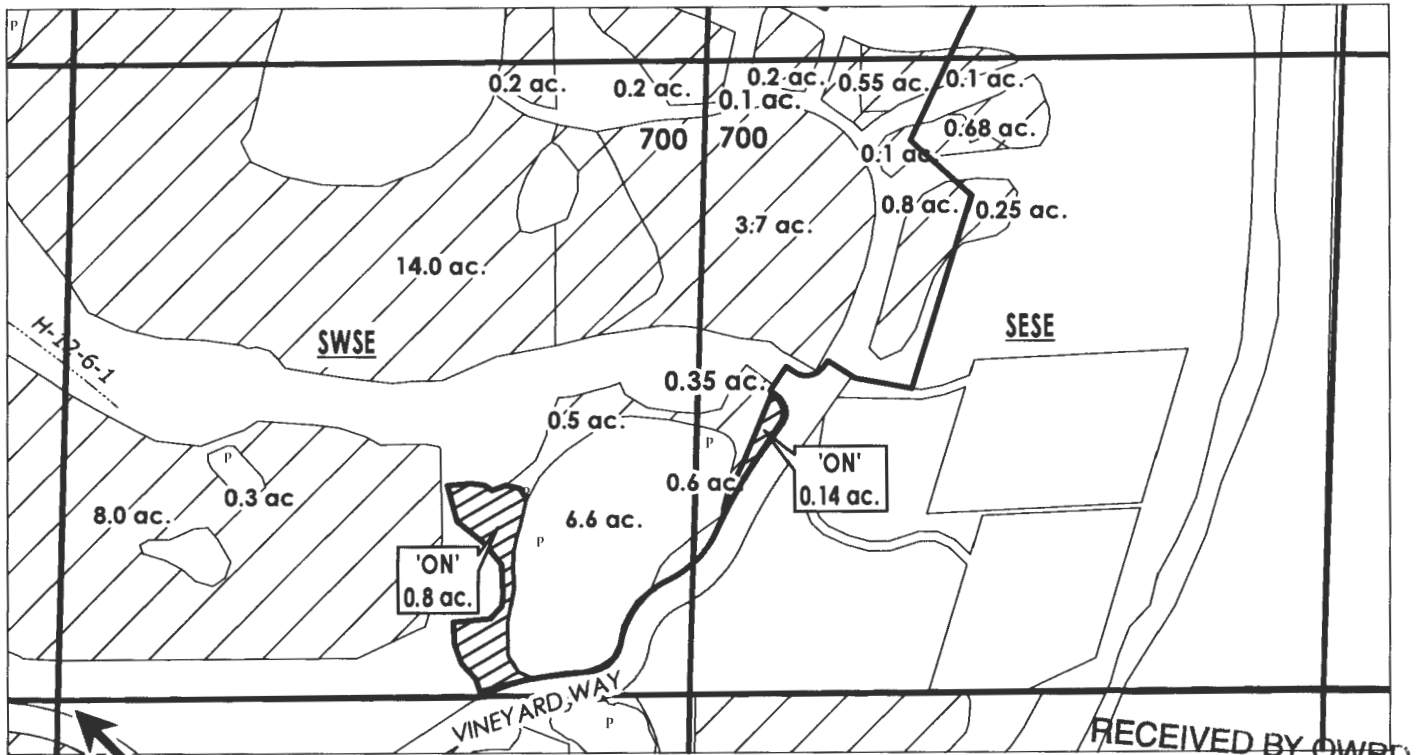 P
0.2 ac.
0.2 ac.
0.2 ac.
0.55 ac.
0.1 ac.
0.1 ac.
0.68 ac.
700
700
0.1 ac.
0.8 ac.
0.25 ac.
3.7 ac.
14.0 ac.
H-12-6-1
SWSE
SESE
0.35 ac.
0.5 ac.
P
P
0.3 ac
0.6 ac.
'ON'
0.14 ac.
8.0 ac.
P
6.6 ac.
P
'ON'
0.8 ac.
VINEYARD WAY
P
RECEIVED BY OWRD